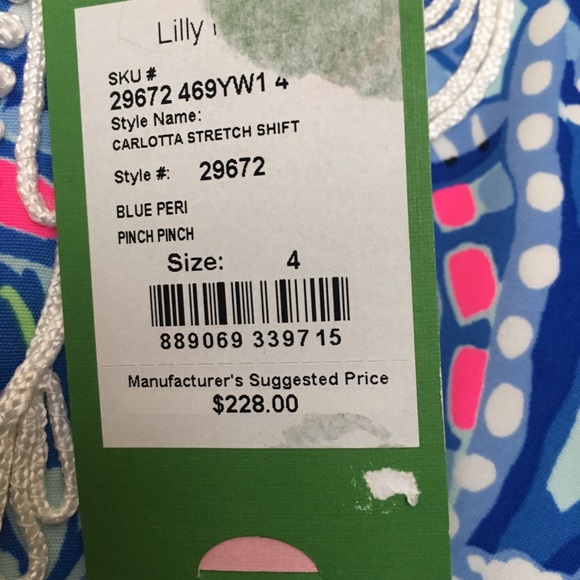 Lilly
SKU #
29672 469YW1 4
Style Name:
CARLOTTA STRETCH SHIFT
Style #: 29672
BLUE PERI
PINCH PINCH
Size: 4
889069 339715
Manufacturer's Suggested Price
$228.00